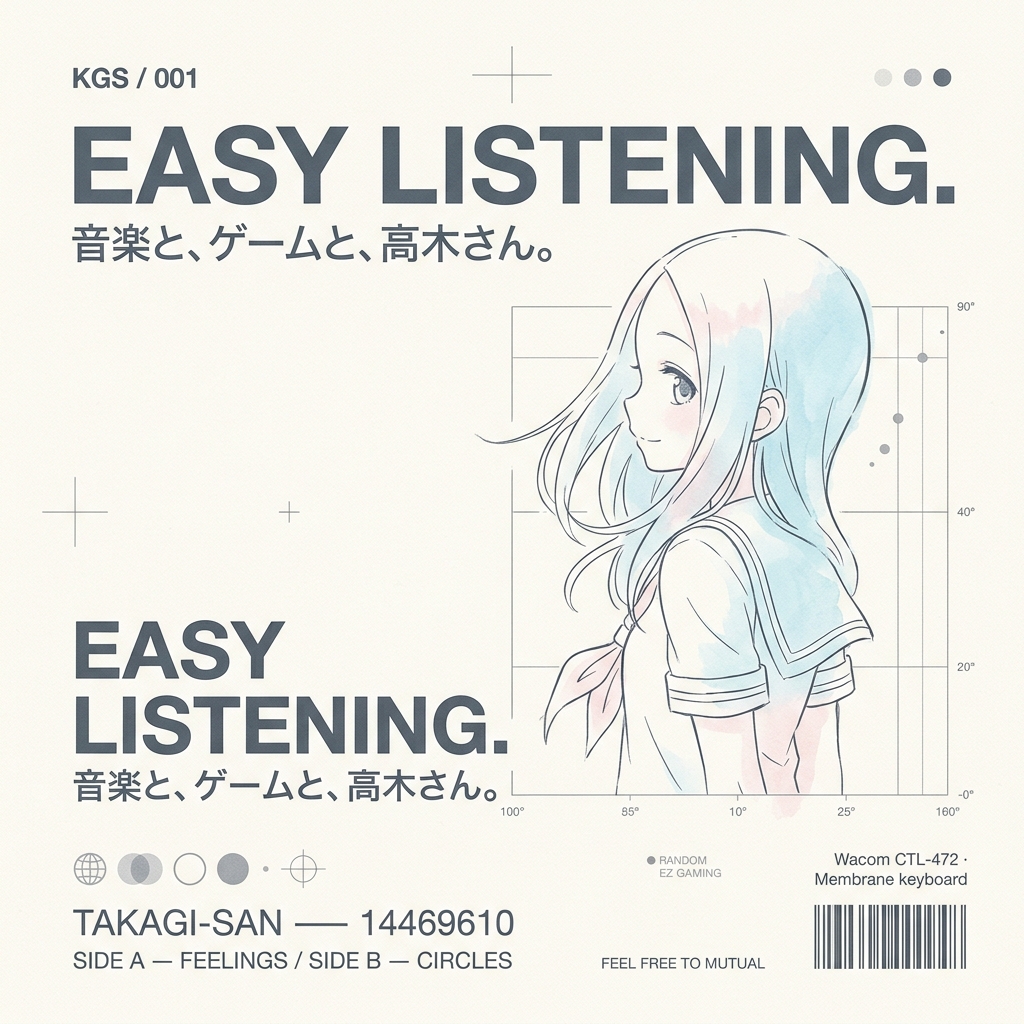 KGS / 001
EASY LISTENING.
音楽と、ゲームと、高木さん。
90°
40°
20°
-0°
100°
85°
10°
25°
160°
EASY
LISTENING.
音楽と、ゲームと、高木さん。
RANDOM
EZ GAMING
Wacom CTL-472 ·
Membrane keyboard
TAKAGI-SAN — 14469610
SIDE A — FEELINGS / SIDE B — CIRCLES
FEEL FREE TO MUTUAL